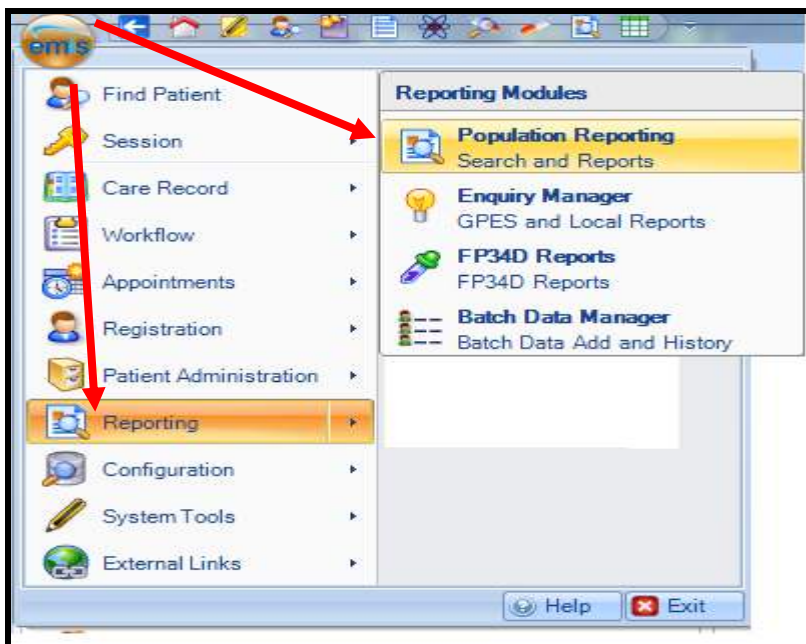 emis
Find Patient
Session
Care Record
Workflow
Appointments
Registration
Patient Administration
Reporting
Configuration
System Tools
External Links
Reporting Modules
Population Reporting
Search and Reports
Enquiry Manager
GPES and Local Reports
FP34D Reports
FP34D Reports
Batch Data Manager
Batch Data Add and History
Help
Exit